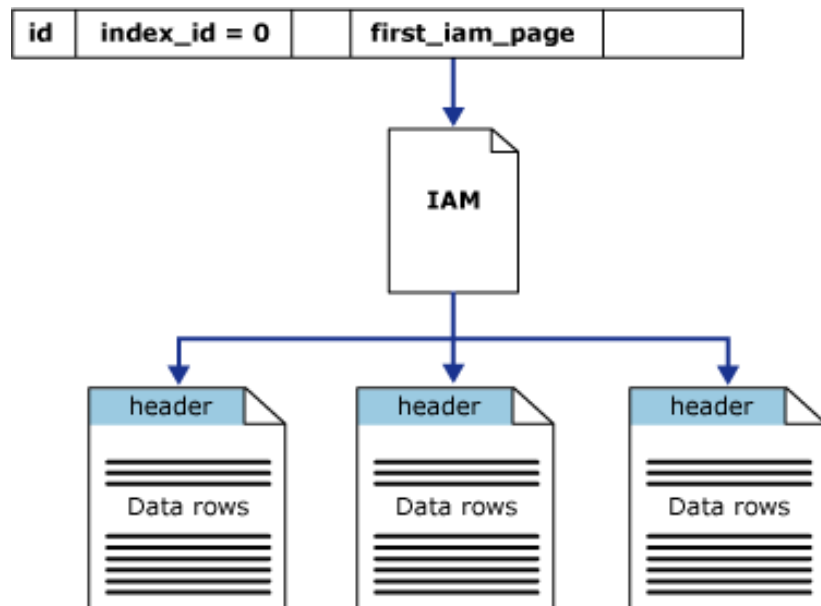 id index_id = 0 first_iam_page
IAM
header header header
Data rows Data rows Data rows